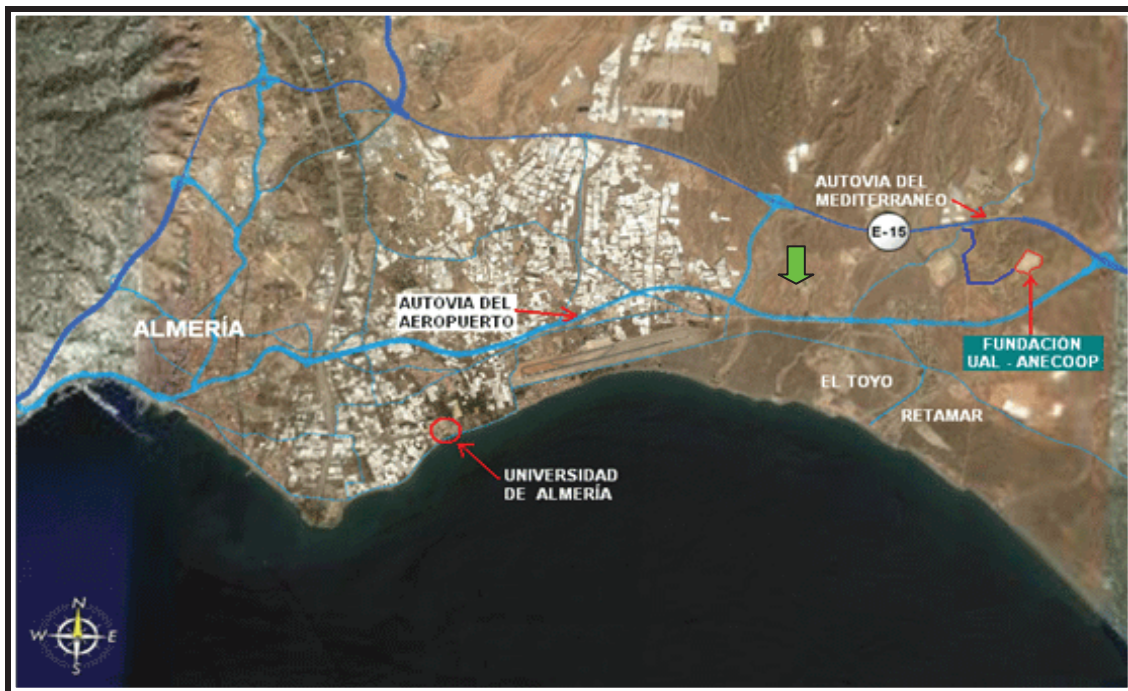 AUTOVIA DEL
MEDITERRANEO
E-15
AUTOVIA DEL
AEROPUERTO
ALMERÍA
FUNDACIÓN
UAL - ANECOOP
EL TOYO
RETAMAR
UNIVERSIDAD
DE ALMERÍA
N
W
E
S